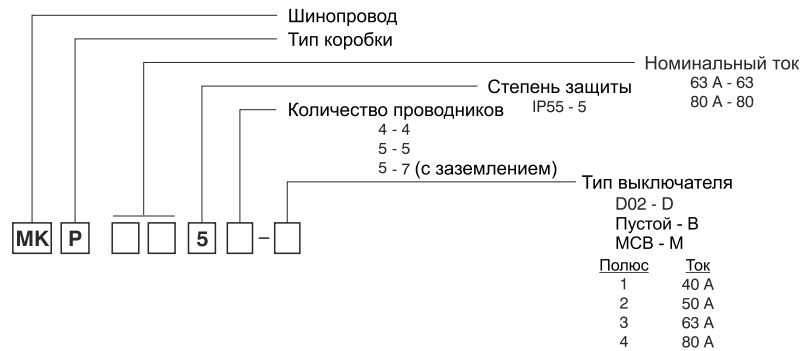 Шинопровод
Тип коробки
Номинальный ток
63 А - 63
80 А - 80
Степень защиты
IP55 - 5
Количество проводников
4 - 4
5 - 5
5 - 7 (с заземлением)
Тип выключателя
D02 - D
Пустой - B
MCB - M
MK P 5 -
Полюс Ток
1 40 А
2 50 А
3 63 А
4 80 А